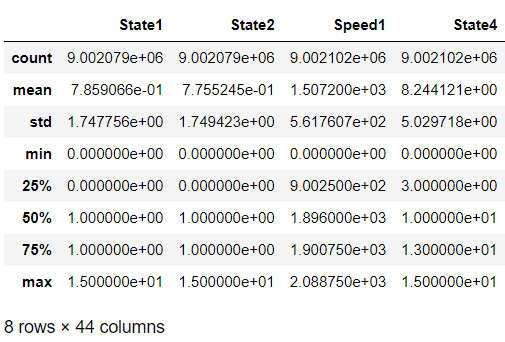 State1 State2 Speed1 State4
count 9.002079e+06 9.002079e+06 9.002102e+06 9.002102e+06
mean 7.859066e-01 7.755245e-01 1.507200e+03 8.244121e+00
std 1.747756e+00 1.749423e+00 5.617607e+02 5.029718e+00
min 0.000000e+00 0.000000e+00 0.000000e+00 0.000000e+00
25% 0.000000e+00 0.000000e+00 9.002500e+02 3.000000e+00
50% 1.000000e+00 1.000000e+00 1.896000e+03 1.000000e+01
75% 1.000000e+00 1.000000e+00 1.900750e+03 1.300000e+01
max 1.500000e+01 1.500000e+01 2.088750e+03 1.500000e+01
8 rows × 44 columns